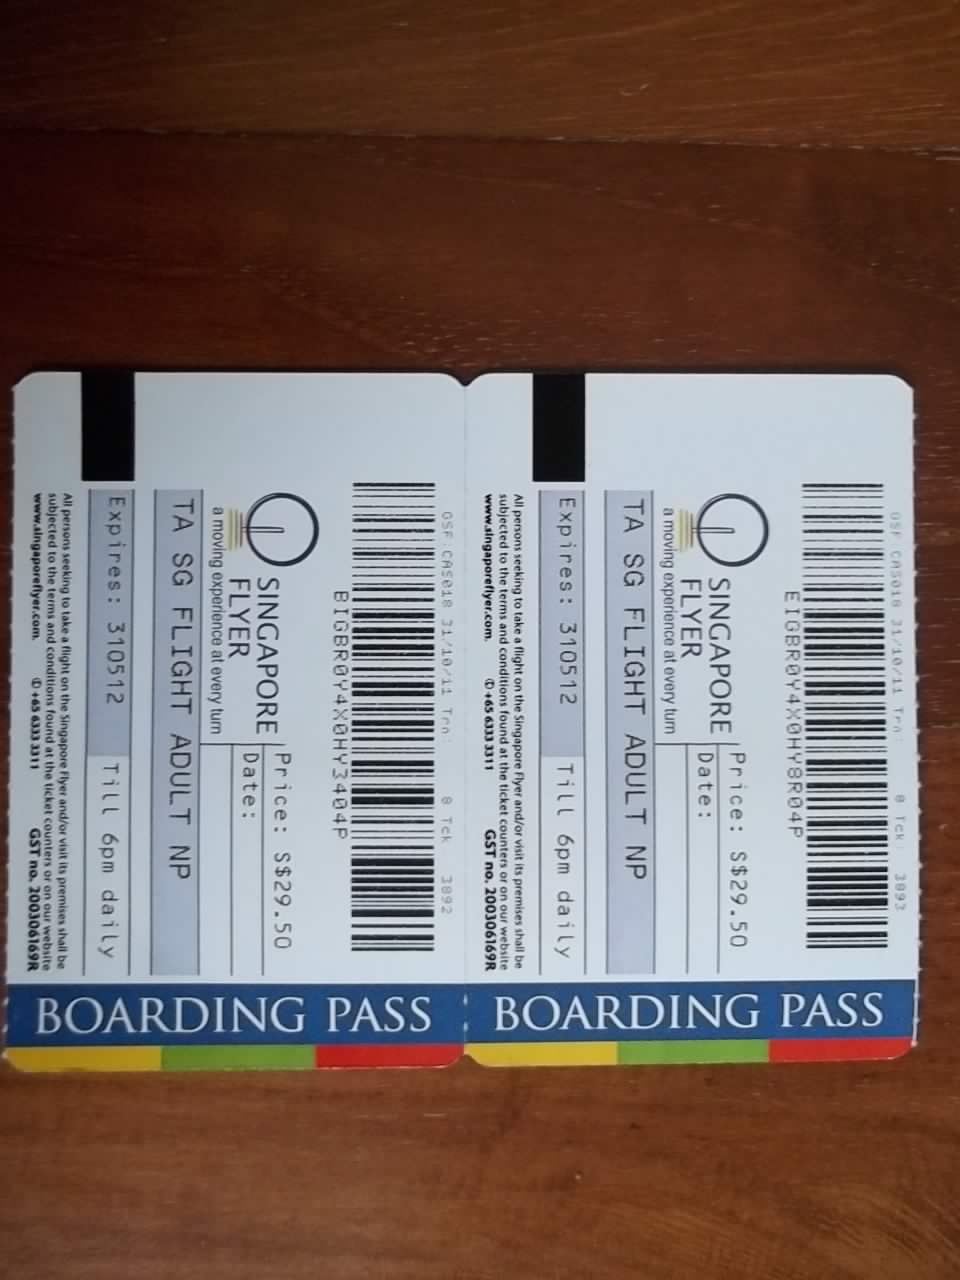 GSF CAS018 31/10/11 Trn: 8 Tck: 3893
EIGBR0Y4X0HY8R04P
SINGAPORE
FLYER
a moving experience at every turn
Price: S$29.50
Date:
TA SG FLIGHT ADULT NP
Expires: 310512 Till 6pm daily
All persons seeking to take a flight on the Singapore Flyer and/or visit its premises shall be
subjected to the terms and conditions found at the ticket counters or on our website
www.singaporeflyer.com. ✆ +65 6333 3311 GST no. 200306169R
BOARDING PASS
GSF CAS018 31/10/11 Trn: 8 Tck 3892
BIGBR0Y4X0HY3404P
SINGAPORE
FLYER
a moving experience at every turn
Price: S$29.50
Date:
TA SG FLIGHT ADULT NP
Expires: 310512 Till 6pm daily
All persons seeking to take a flight on the Singapore Flyer and/or visit its premises shall be
subjected to the terms and conditions found at the ticket counters or on our website
www.singaporeflyer.com. ✆ +65 6333 3311 GST no. 200306169R
BOARDING PASS